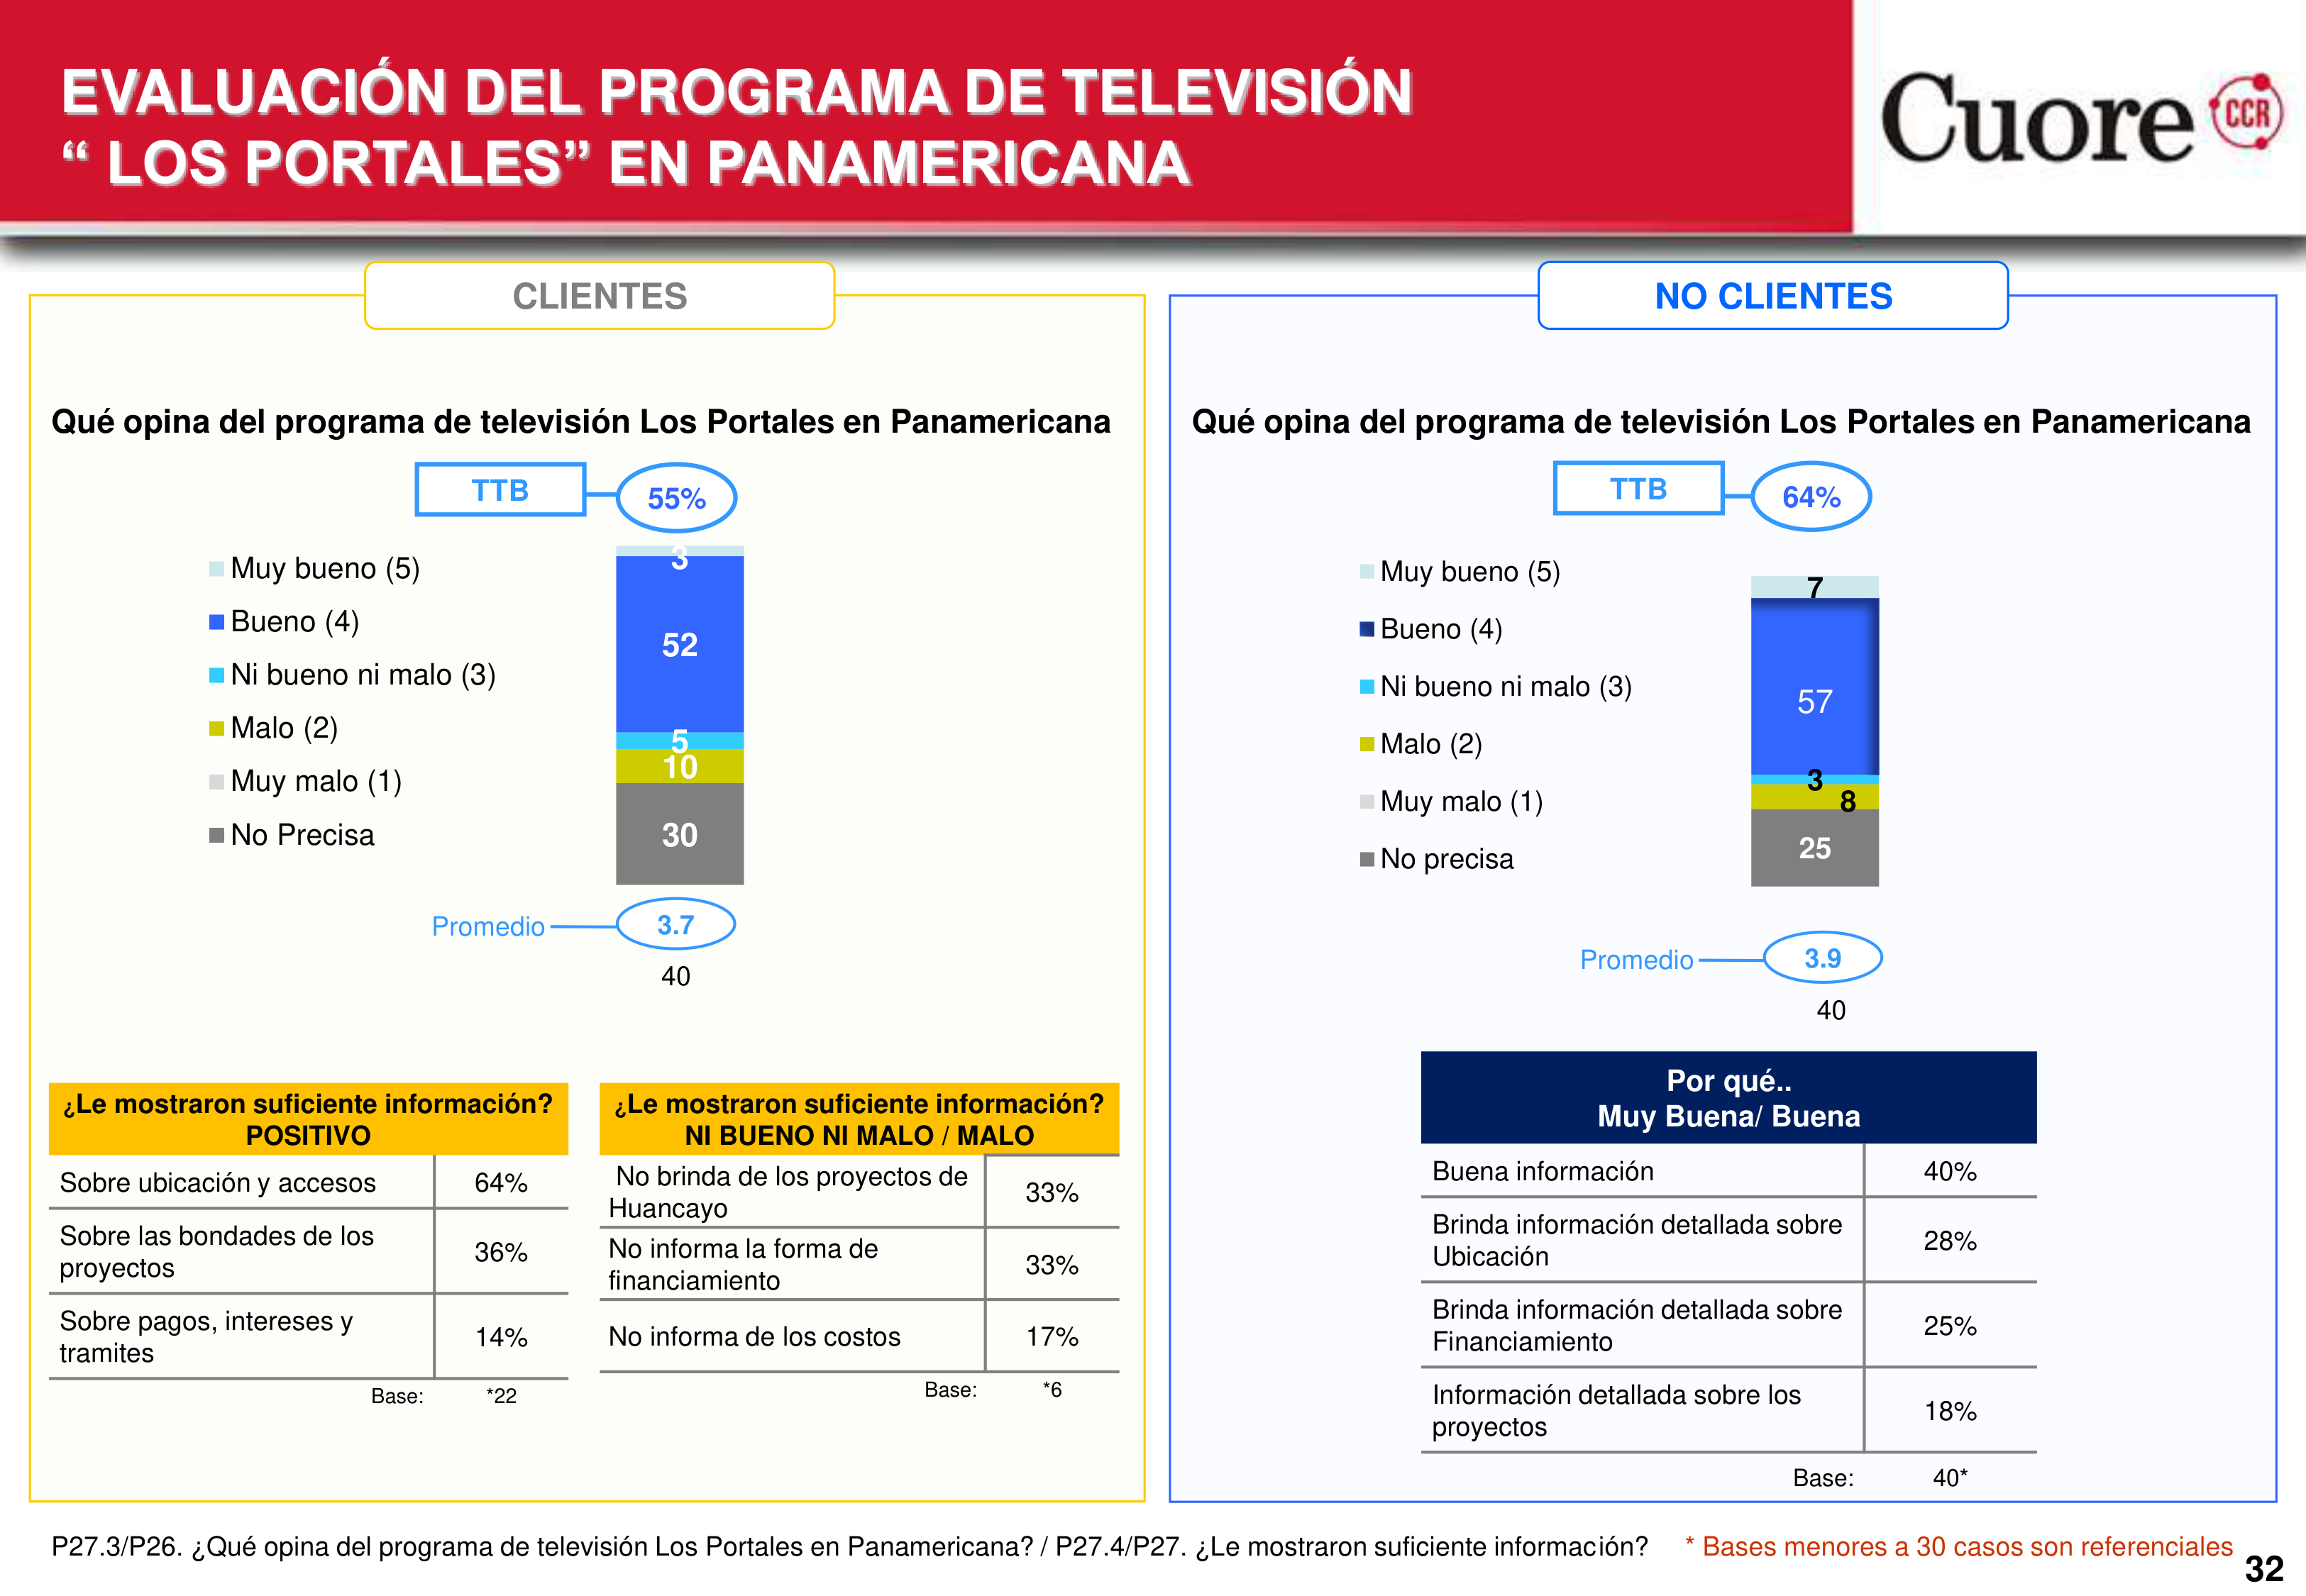 EVALUACIÓN DEL PROGRAMA DE TELEVISIÓN
“ LOS PORTALES” EN PANAMERICANA
Cuore CCR
CLIENTES
Qué opina del programa de televisión Los Portales en Panamericana
TTB
55%
Muy bueno (5)
Bueno (4)
Ni bueno ni malo (3)
Malo (2)
Muy malo (1)
No Precisa
3
52
5
10
30
Promedio
3.7
40
¿Le mostraron suficiente información?
POSITIVO
Sobre ubicación y accesos 64%
Sobre las bondades de los
proyectos
36%
Sobre pagos, intereses y
tramites
14%
Base: *22
¿Le mostraron suficiente información?
NI BUENO NI MALO / MALO
No brinda de los proyectos de
Huancayo
33%
No informa la forma de
financiamiento
33%
No informa de los costos 17%
Base: *6
NO CLIENTES
Qué opina del programa de televisión Los Portales en Panamericana
TTB
64%
Muy bueno (5)
Bueno (4)
Ni bueno ni malo (3)
Malo (2)
Muy malo (1)
No precisa
7
57
3
8
25
Promedio
3.9
40
Por qué..
Muy Buena/ Buena
Buena información 40%
Brinda información detallada sobre
Ubicación
28%
Brinda información detallada sobre
Financiamiento
25%
Información detallada sobre los
proyectos
18%
Base: 40*
P27.3/P26. ¿Qué opina del programa de televisión Los Portales en Panamericana? / P27.4/P27. ¿Le mostraron suficiente información? * Bases menores a 30 casos son referenciales
32